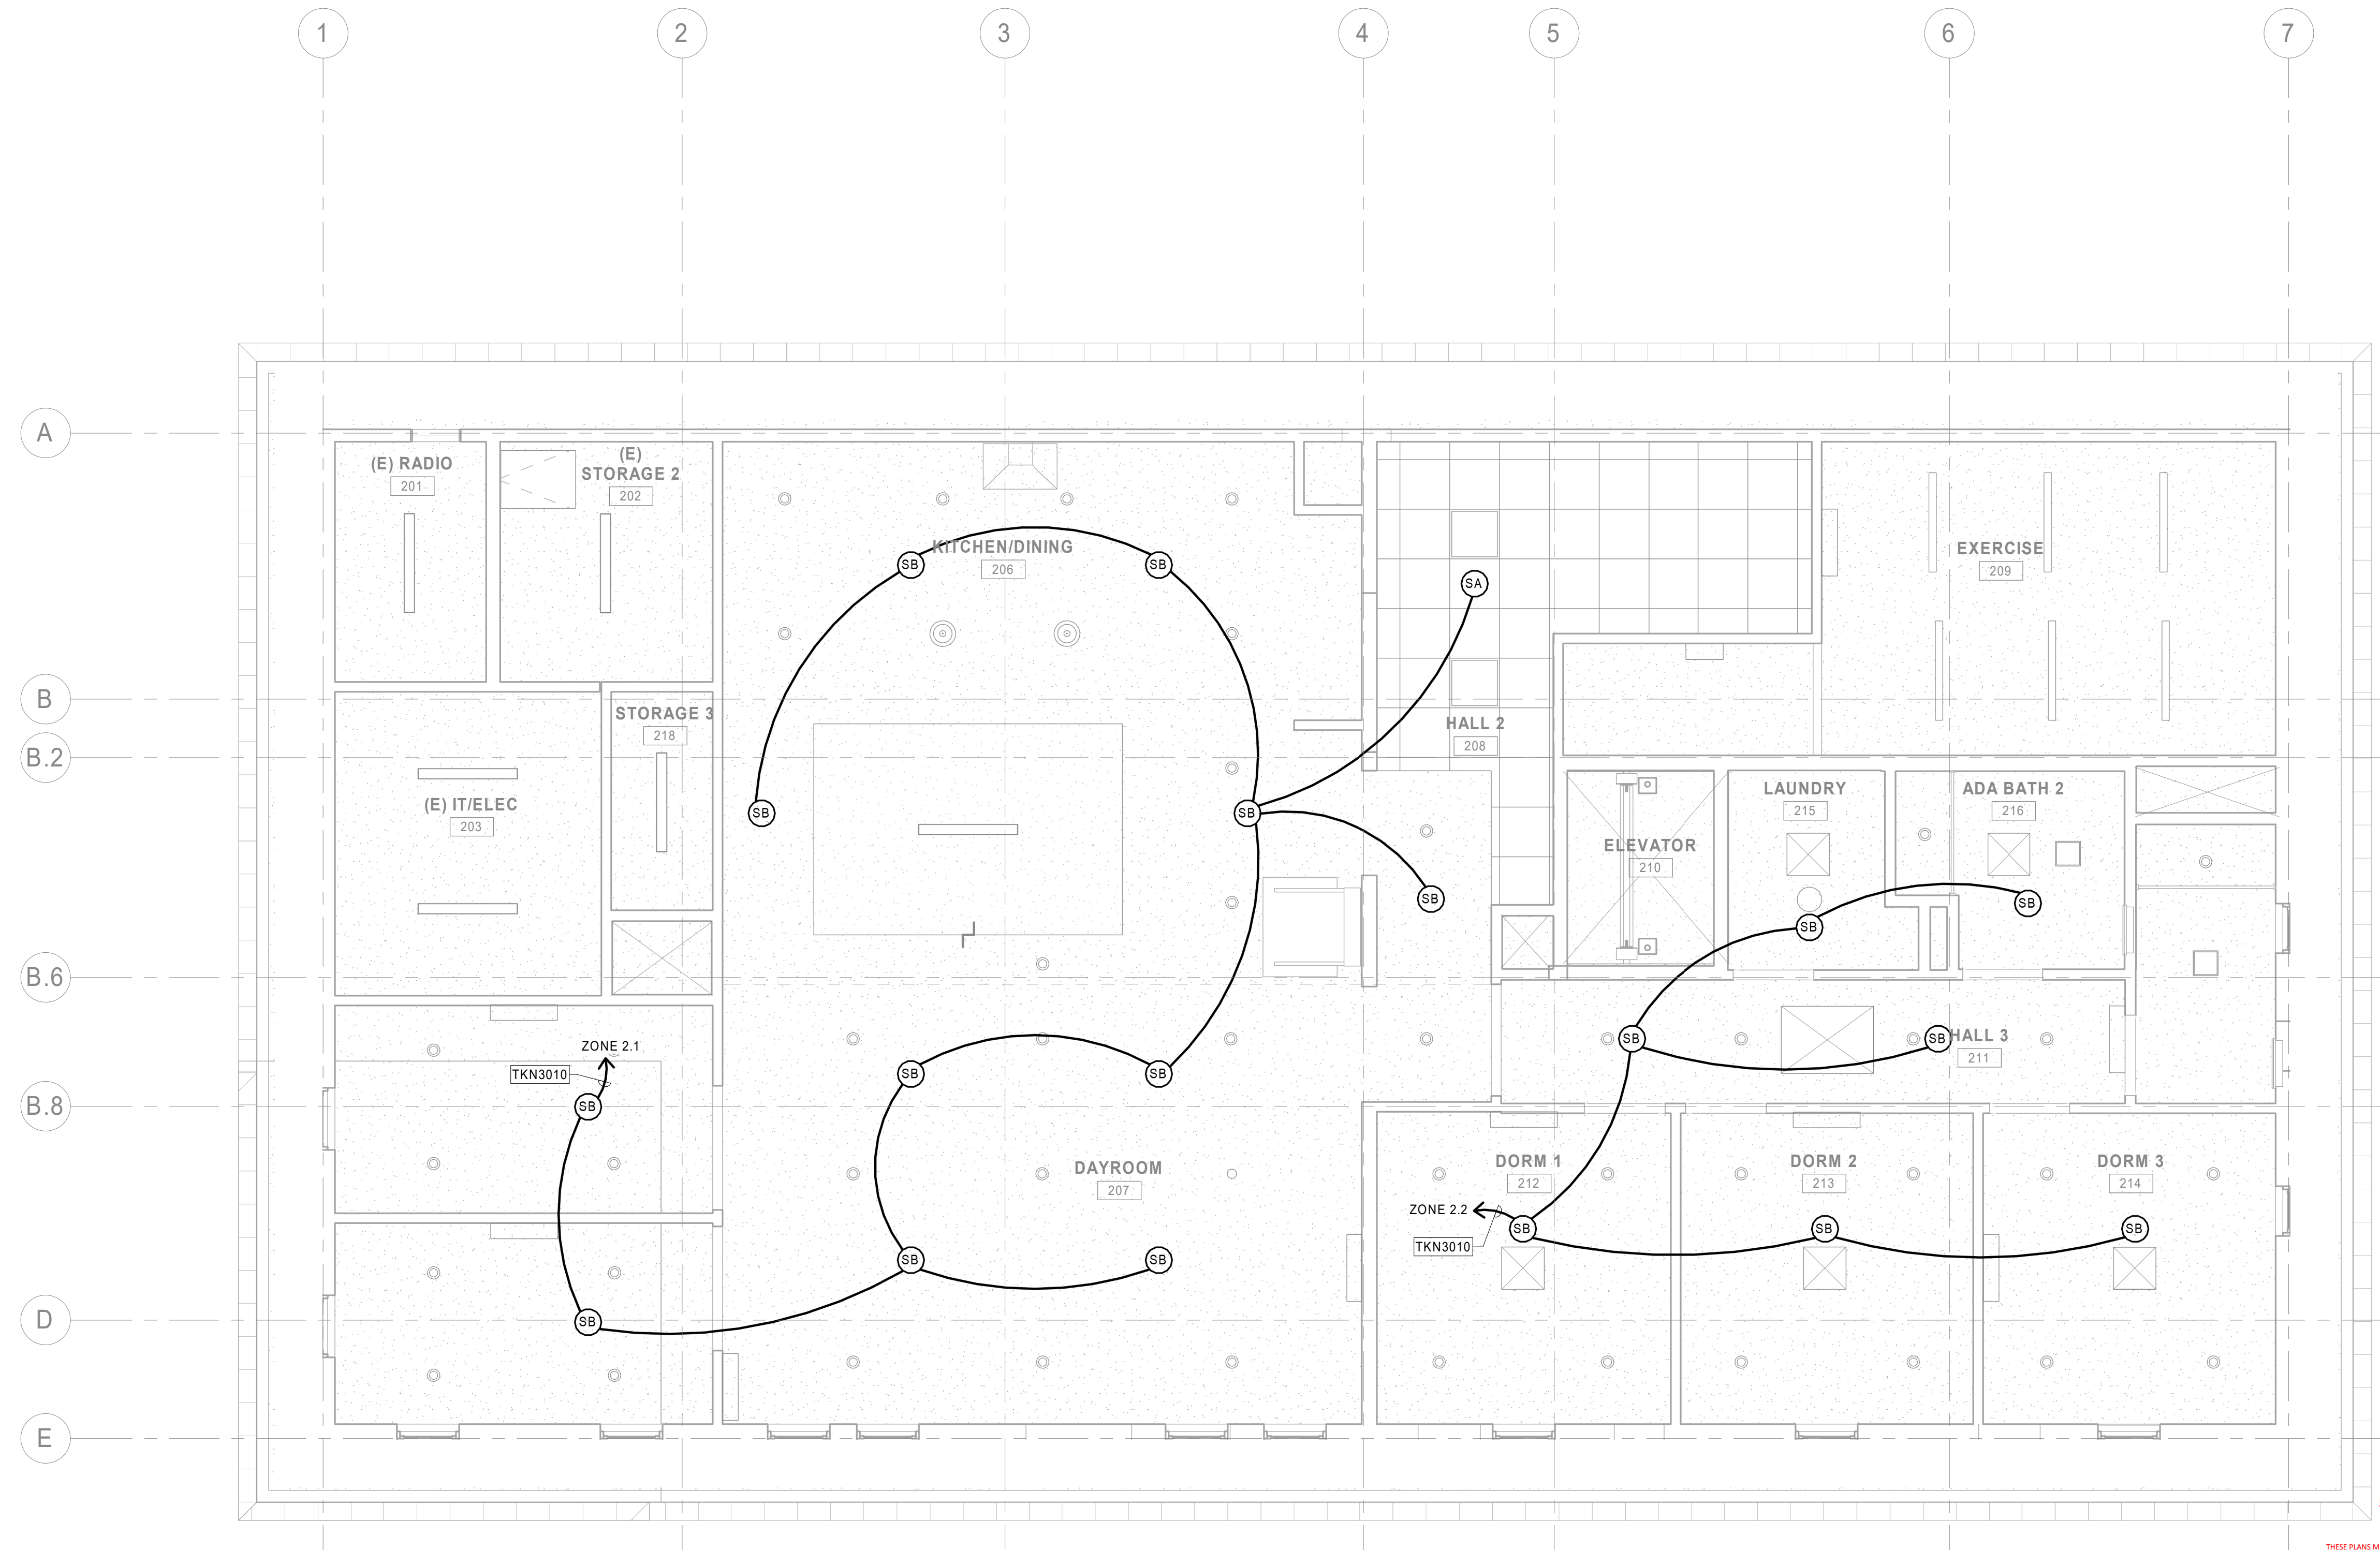 1 2 3 4 5 6 7
A
(E) RADIO
201
(E)
STORAGE 2
202
KITCHEN/DINING
206
SB
SB
SA
EXERCISE
209
B
STORAGE 3
218
HALL 2
208
B.2
(E) IT/ELEC
203
SB
SB
LAUNDRY
215
ADA BATH 2
216
ELEVATOR
210
SB
SB
SB
B.6
ZONE 2.1
TKN3010
SB
SB
SB
SB
SB
HALL 3
211
B.8
DAYROOM
207
DORM 1
212
DORM 2
213
DORM 3
214
ZONE 2.2
TKN3010
SB
SB
SB
SB
SB
SB
D
E
THESE PLANS M